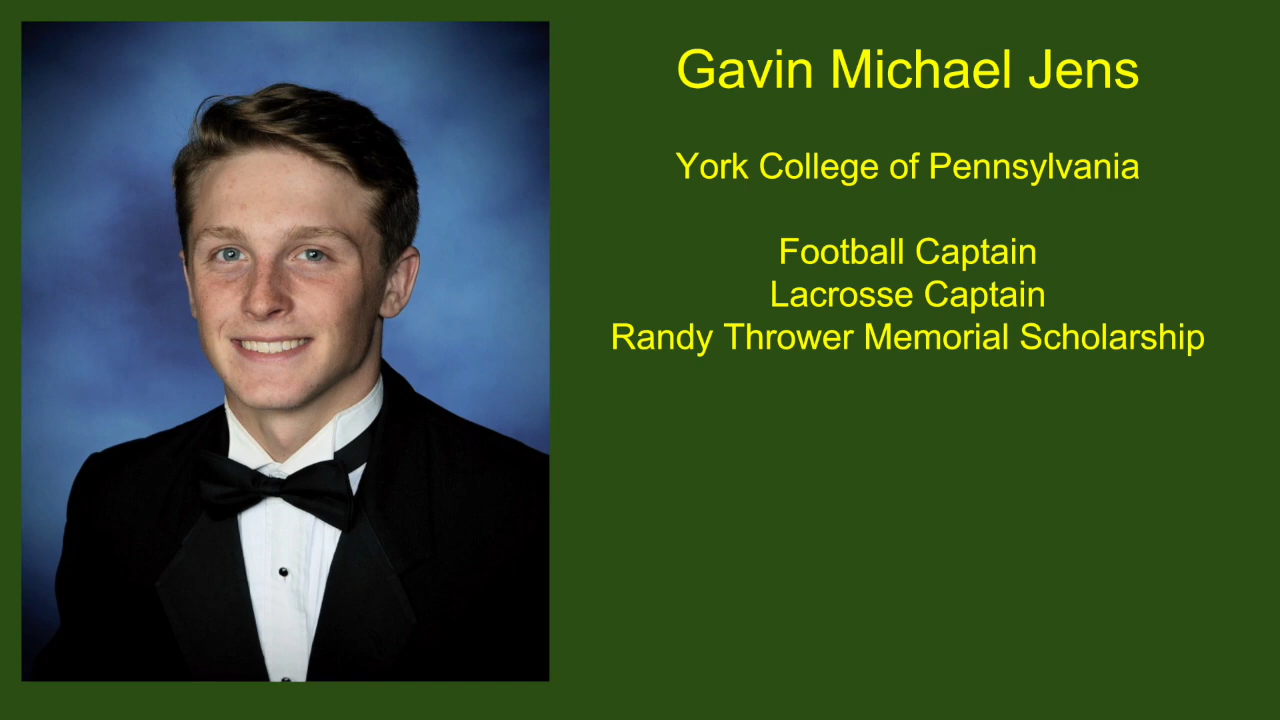 Gavin Michael Jens
York College of Pennsylvania
Football Captain
Lacrosse Captain
Randy Thrower Memorial Scholarship